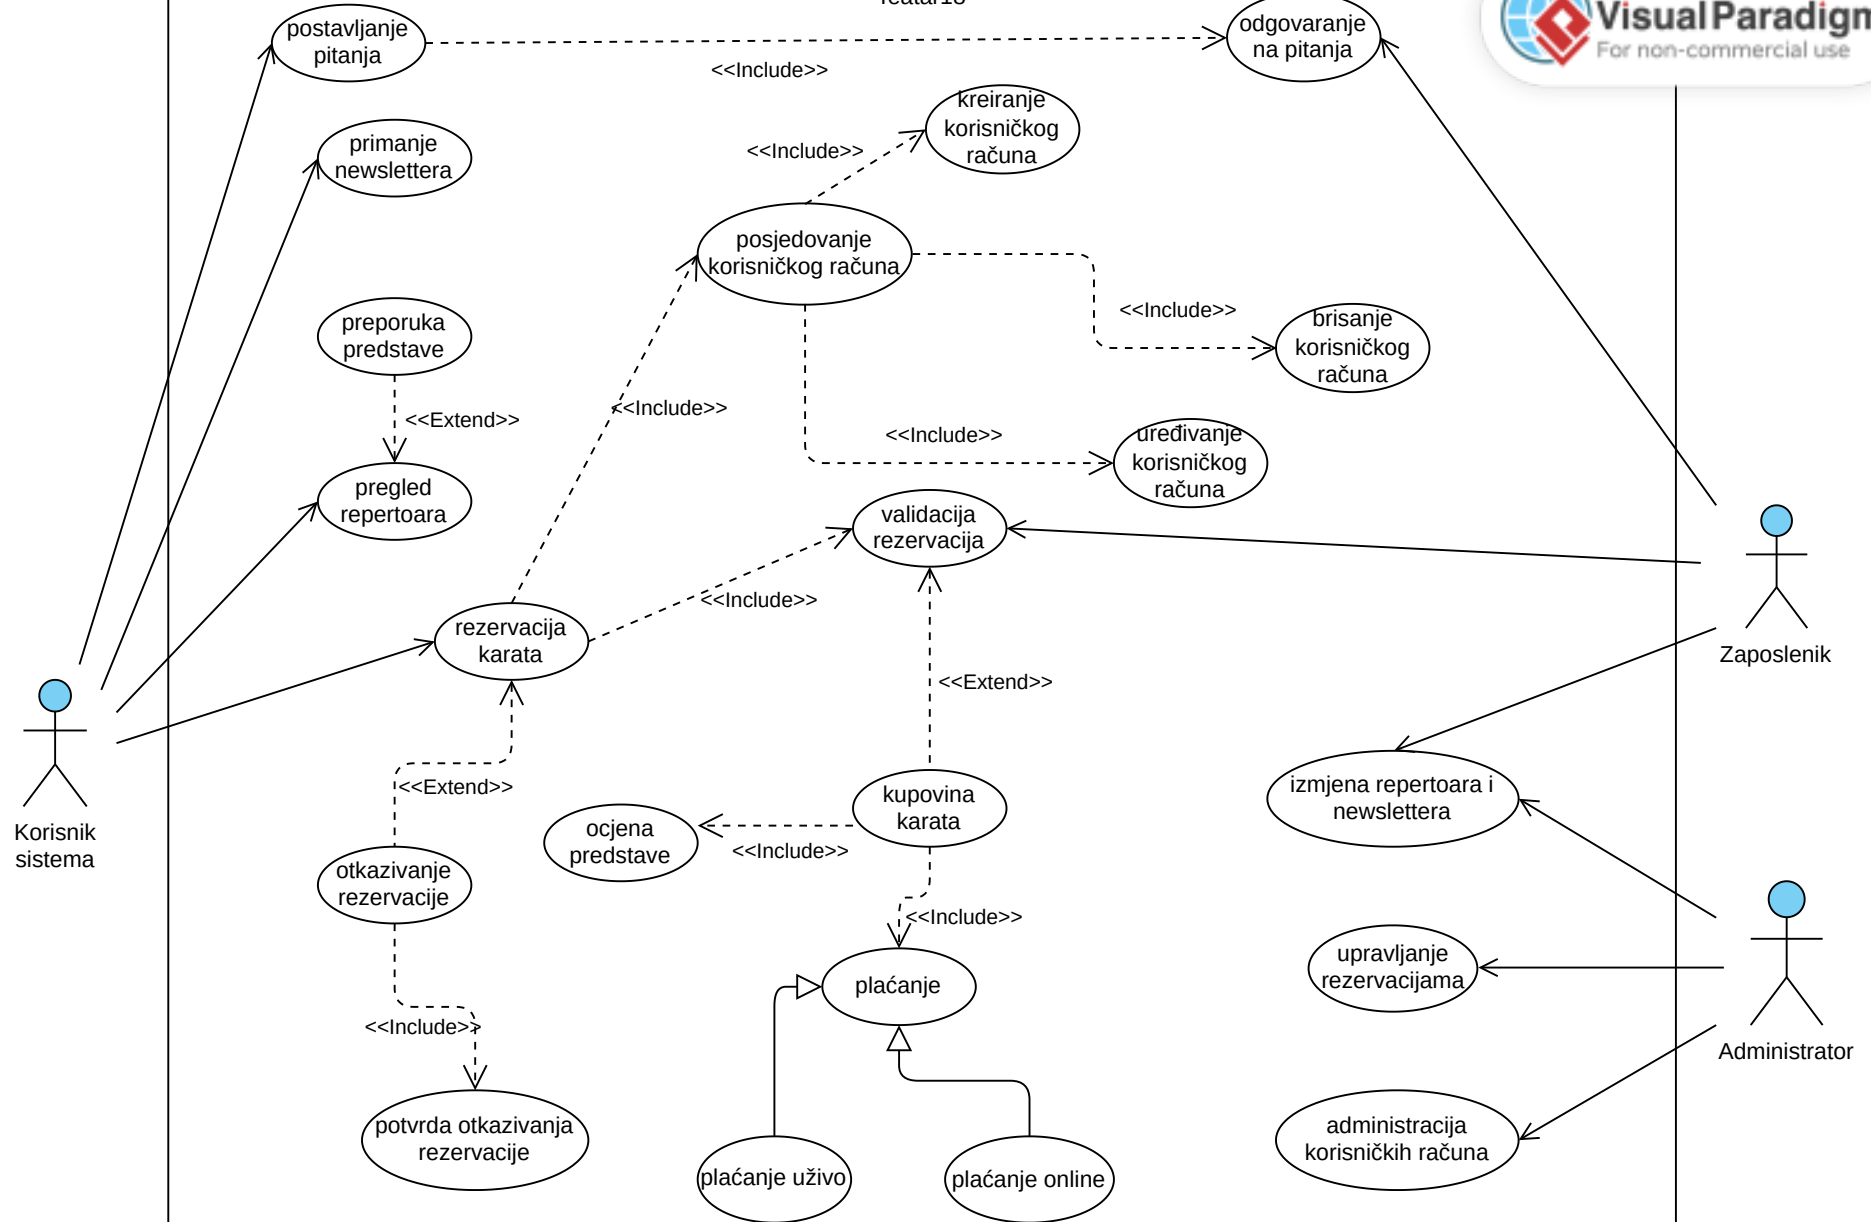 postavljanje
pitanja
<<Include>>
odgovaranje
na pitanja
Visual Paradigm
For non-commercial use
primanje
newslettera
<<Include>>
kreiranje
korisničkog
računa
posjedovanje
korisničkog računa
preporuka
predstave
<<Extend>>
<<Include>>
<<Include>>
brisanje
korisničkog
računa
pregled
repertoara
<<Include>>
uređivanje
korisničkog
računa
validacija
rezervacija
<<Include>>
rezervacija
karata
<<Extend>>
Zaposlenik
Korisnik
sistema
<<Extend>>
ocjena
predstave
<<Include>>
kupovina
karata
izmjena repertoara i
newslettera
otkazivanje
rezervacije
<<Include>>
plaćanje
upravljanje
rezervacijama
<<Include>>
Administrator
potvrda otkazivanja
rezervacije
plaćanje uživo
plaćanje online
administracija
korisničkih računa